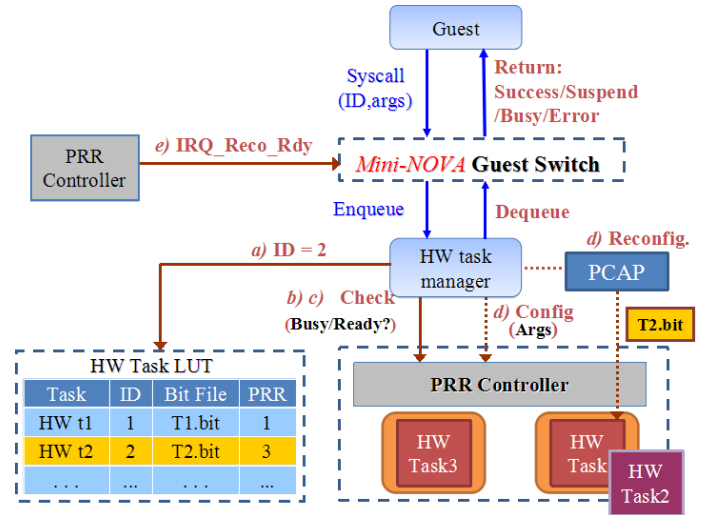 Guest
Syscall
(ID,args)
Return:
Success/Suspend
/Busy/Error
e) IRQ_Reco_Rdy
PRR
Controller
Mini-NOVA Guest Switch
Enqueue
Dequeue
a) ID = 2
HW task
manager
d) Reconfig.
PCAP
b) c) Check
(Busy/Ready?)
d) Config
(Args)
T2.bit
HW Task LUT
Task ID Bit File PRR
HW t1 1 T1.bit 1
HW t2 2 T2.bit 3
. . . ... . . . ...
PRR Controller
HW
Task3
HW
Task
HW
Task2